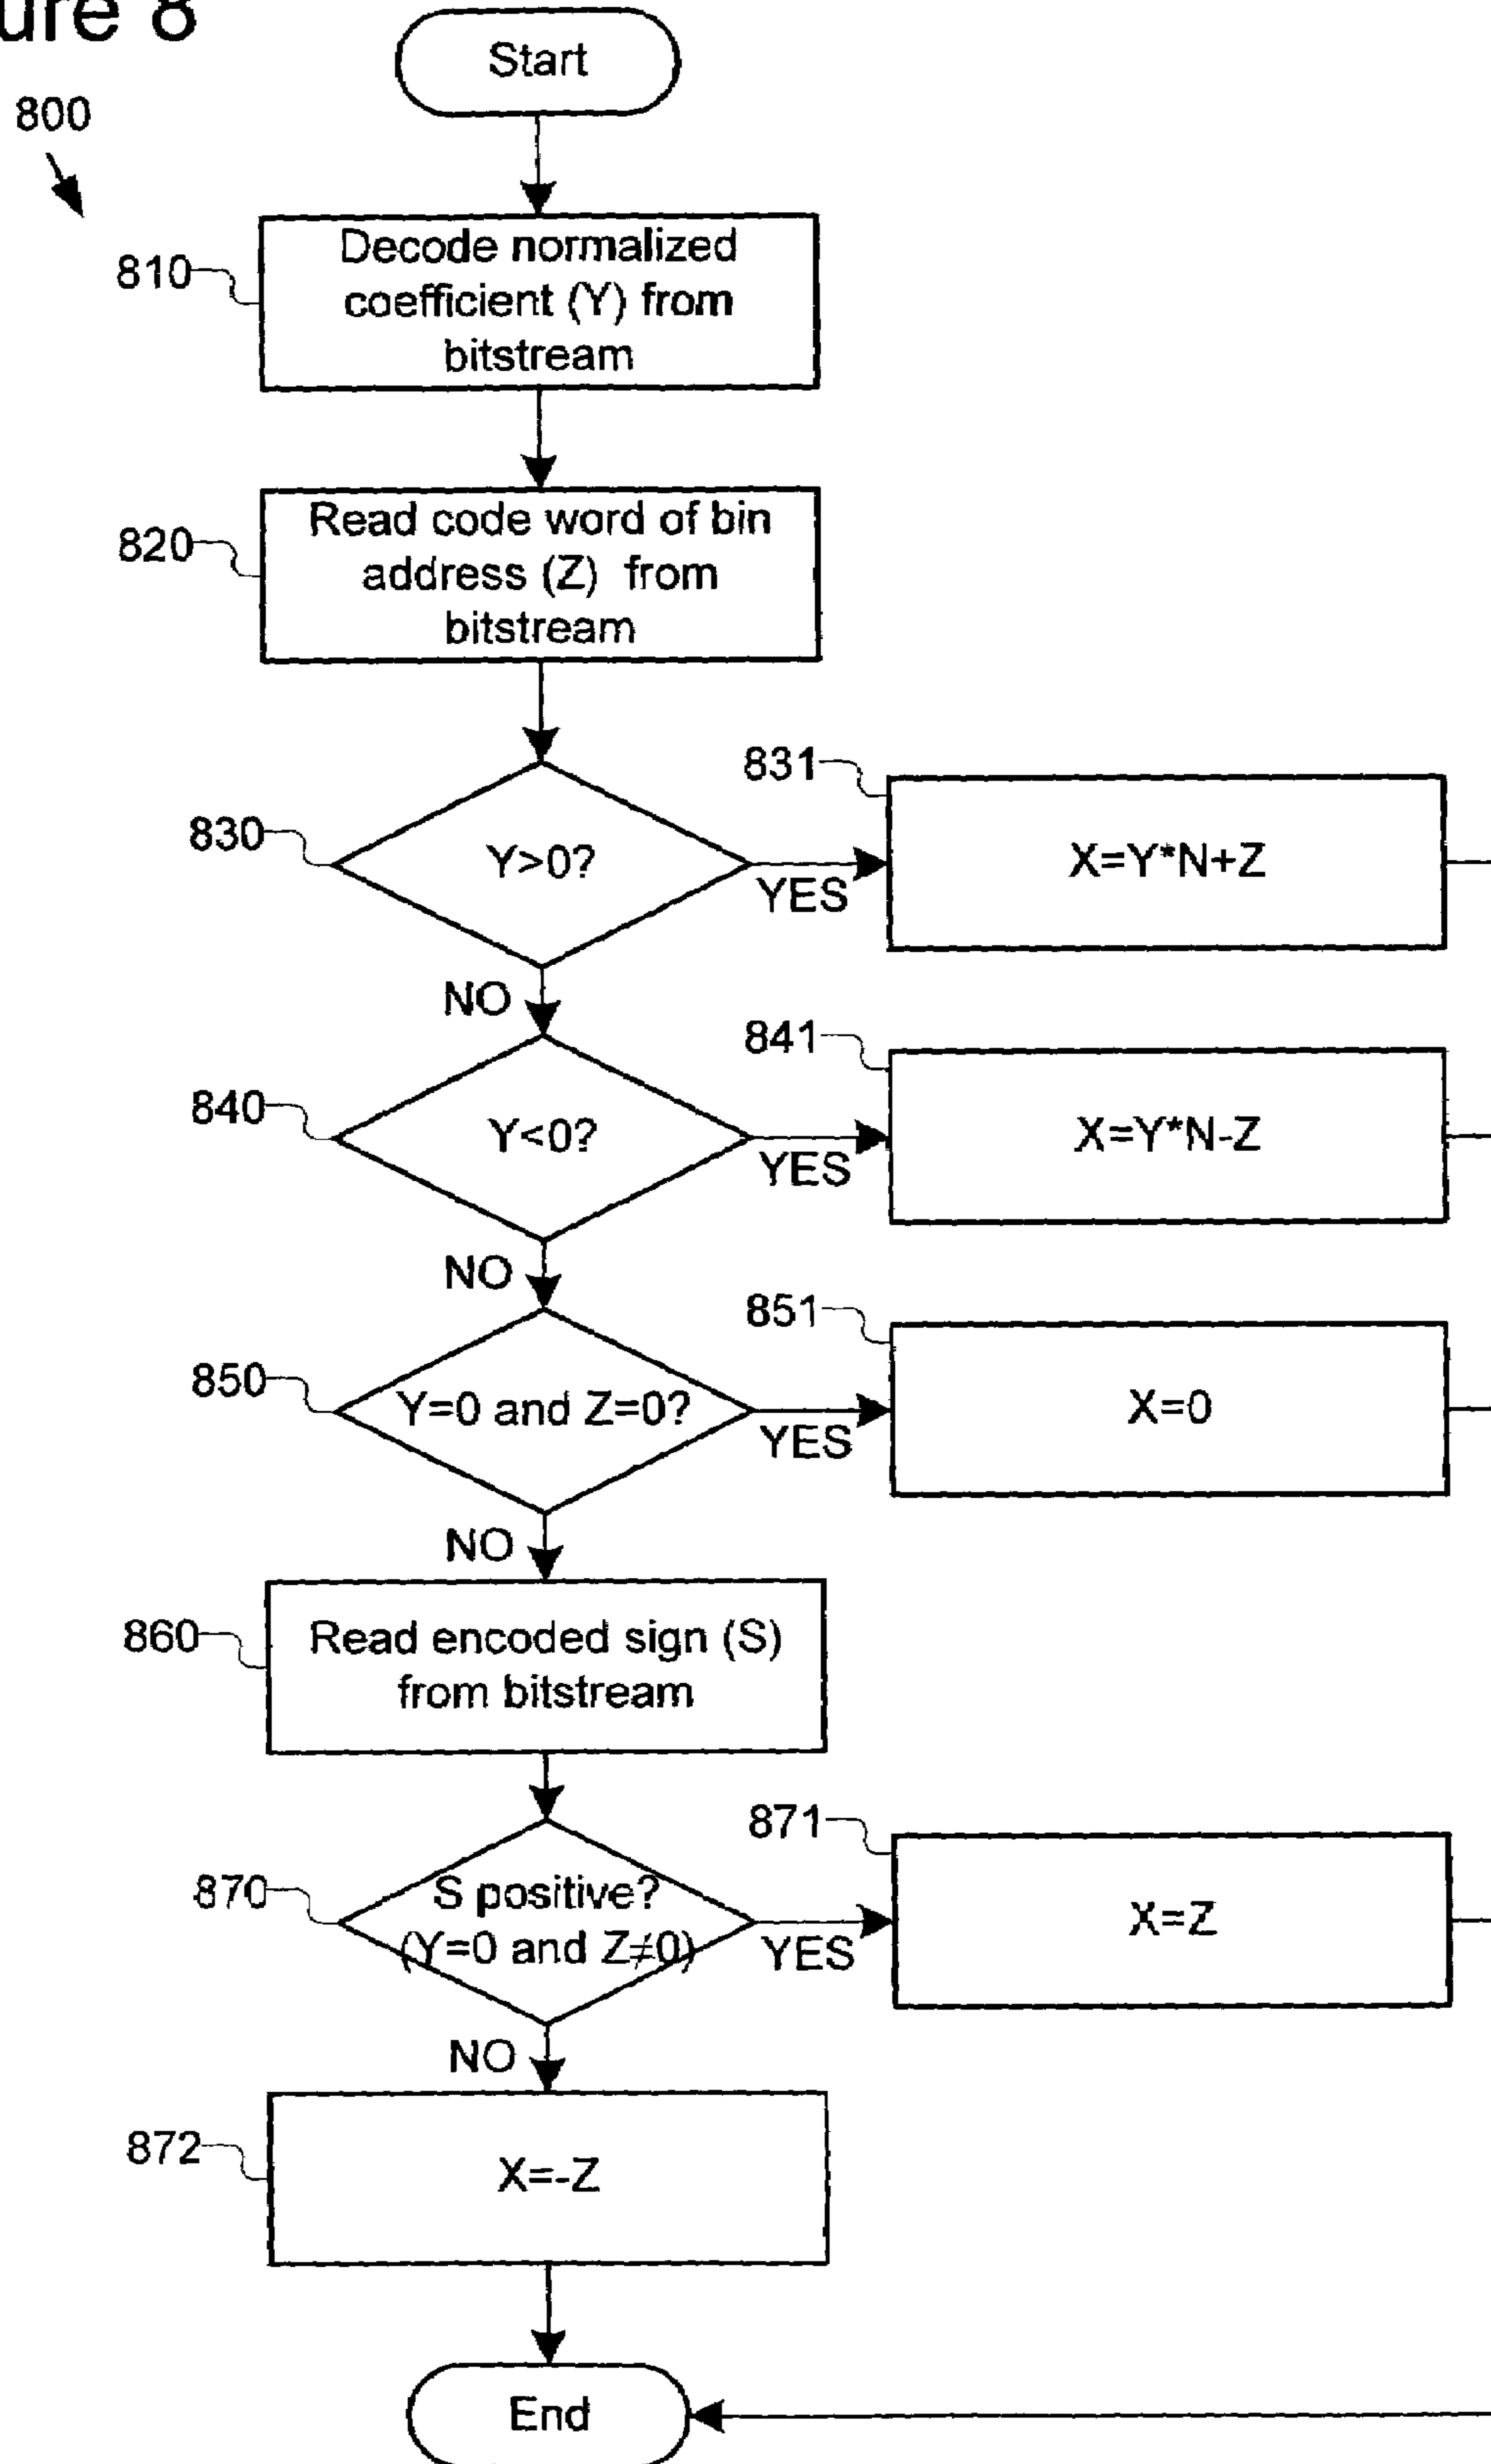 ure 8
800
Start
810
Decode normalized
coefficient (Y) from
bitstream
820
Read code word of bin
address (Z) from
bitstream
830
Y>0?
YES
831
X=Y*N+Z
NO
840
Y<0?
YES
841
X=Y*N-Z
NO
850
Y=0 and Z=0?
YES
851
X=0
NO
860
Read encoded sign (S)
from bitstream
870
S positive?
(Y=0 and Z≠0)
YES
871
X=Z
NO
872
X=-Z
End